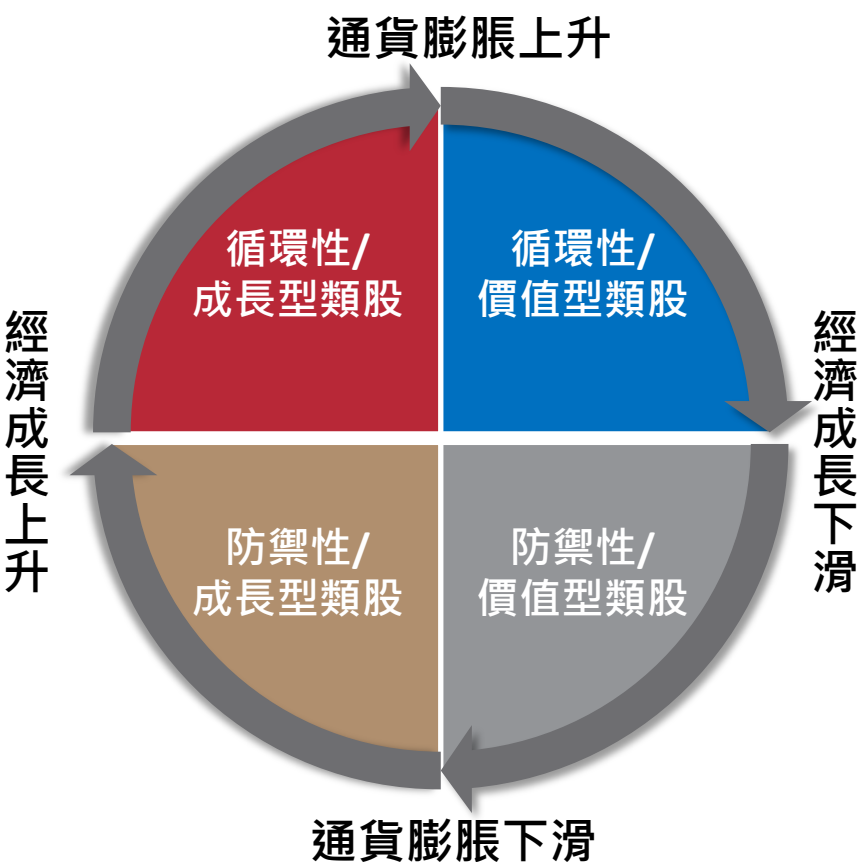 通貨膨脹上升
循環性/
成長型類股
循環性/
價值型類股
經濟成長上升
經濟成長下滑
防禦性/
成長型類股
防禦性/
價值型類股
通貨膨脹下滑